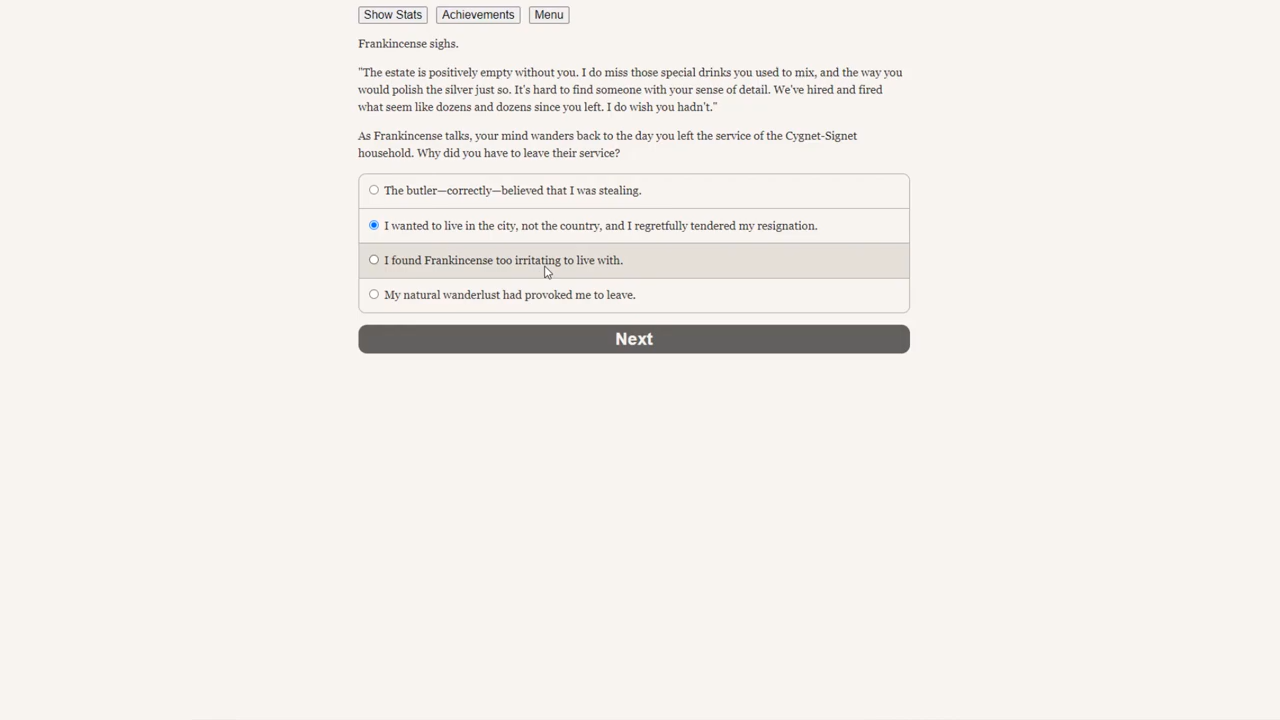 Show Stats Achievements Menu
Frankincense sighs.
"The estate is positively empty without you. I do miss those special drinks you used to mix, and the way you
would polish the silver just so. It's hard to find someone with your sense of detail. We've hired and fired
what seem like dozens and dozens since you left. I do wish you hadn't."
As Frankincense talks, your mind wanders back to the day you left the service of the Cygnet-Signet
household. Why did you have to leave their service?
The butler—correctly—believed that I was stealing.
I wanted to live in the city, not the country, and I regretfully tendered my resignation.
I found Frankincense too irritating to live with.
My natural wanderlust had provoked me to leave.
Next